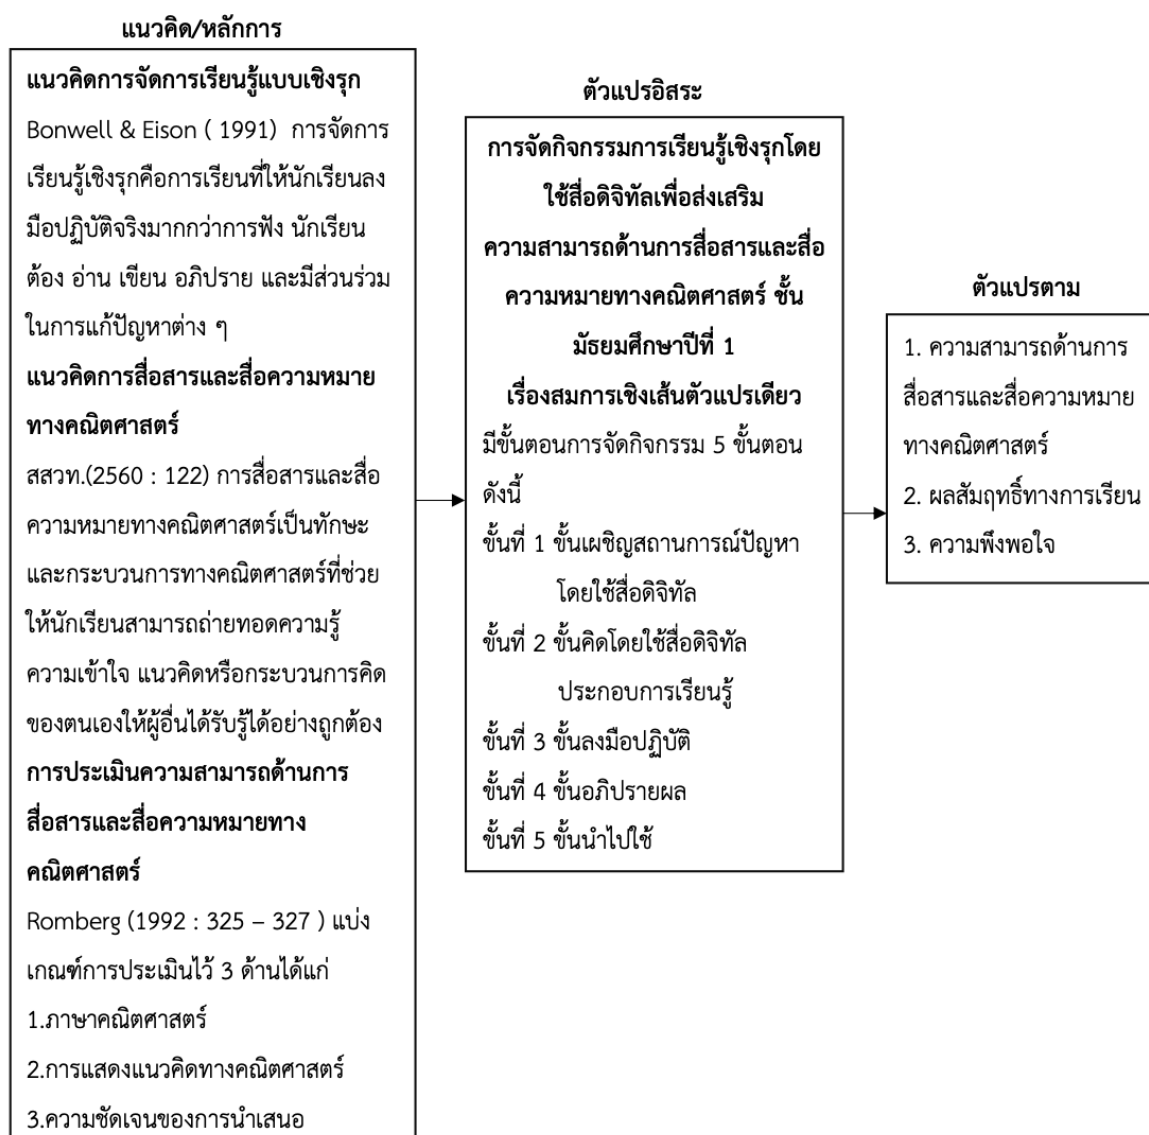 แนวคิด/หลักการ
แนวคิดการจัดการเรียนรู้แบบเชิงรุก
Bonwell & Eison ( 1991) การจัดการ
เรียนรู้เชิงรุกคือการเรียนที่ให้นักเรียนลง
มือปฏิบัติจริงมากกว่าการฟัง นักเรียน
ต้อง อ่าน เขียน อภิปราย และมีส่วนร่วม
ในการแก้ปัญหาต่าง ๆ
แนวคิดการสื่อสารและสื่อความหมาย
ทางคณิตศาสตร์
สสวท.(2560 : 122) การสื่อสารและสื่อ
ความหมายทางคณิตศาสตร์เป็นทักษะ
และกระบวนการทางคณิตศาสตร์ที่ช่วย
ให้นักเรียนสามารถถ่ายทอดความรู้
ความเข้าใจ แนวคิดหรือกระบวนการคิด
ของตนเองให้ผู้อื่นได้รับรู้ได้อย่างถูกต้อง
การประเมินความสามารถด้านการ
สื่อสารและสื่อความหมายทาง
คณิตศาสตร์
Romberg (1992 : 325 – 327 ) แบ่ง
เกณฑ์การประเมินไว้ 3 ด้านได้แก่
1.ภาษาคณิตศาสตร์
2.การแสดงแนวคิดทางคณิตศาสตร์
3.ความชัดเจนของการนำเสนอ
ตัวแปรอิสระ
การจัดกิจกรรมการเรียนรู้เชิงรุกโดย
ใช้สื่อดิจิทัลเพื่อส่งเสริม
ความสามารถด้านการสื่อสารและสื่อ
ความหมายทางคณิตศาสตร์ ชั้น
มัธยมศึกษาปีที่ 1
เรื่องสมการเชิงเส้นตัวแปรเดียว
มีขั้นตอนการจัดกิจกรรม 5 ขั้นตอน
ดังนี้
ขั้นที่ 1 ขั้นเผชิญสถานการณ์ปัญหา
โดยใช้สื่อดิจิทัล
ขั้นที่ 2 ขั้นคิดโดยใช้สื่อดิจิทัล
ประกอบการเรียนรู้
ขั้นที่ 3 ขั้นลงมือปฏิบัติ
ขั้นที่ 4 ขั้นอภิปรายผล
ขั้นที่ 5 ขั้นนำไปใช้
ตัวแปรตาม
1. ความสามารถด้านการ
สื่อสารและสื่อความหมาย
ทางคณิตศาสตร์
2. ผลสัมฤทธิ์ทางการเรียน
3. ความพึงพอใจ